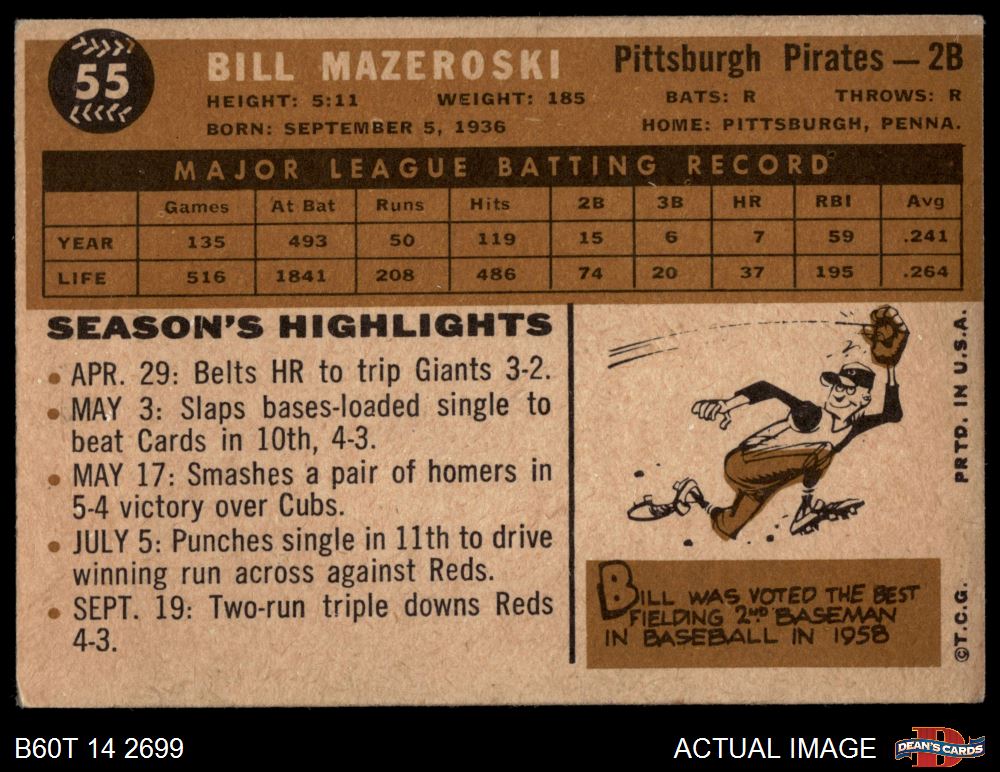 55
BILL MAZEROSKI Pittsburgh Pirates — 2B
HEIGHT: 5:11 WEIGHT: 185 BATS: R THROWS: R
BORN: SEPTEMBER 5, 1936 HOME: PITTSBURGH, PENNA.
MAJOR LEAGUE BATTING RECORD
Games At Bat Runs Hits 2B 3B HR RBI Avg
YEAR 135 493 50 119 15 6 7 59 .241
LIFE 516 1841 208 486 74 20 37 195 .264
SEASON'S HIGHLIGHTS
• APR. 29: Belts HR to trip Giants 3-2.
• MAY 3: Slaps bases-loaded single to
beat Cards in 10th, 4-3.
• MAY 17: Smashes a pair of homers in
5-4 victory over Cubs.
• JULY 5: Punches single in 11th to drive
winning run across against Reds.
• SEPT. 19: Two-run triple downs Reds
4-3.
BILL WAS VOTED THE BEST
FIELDING 2ND BASEMAN
IN BASEBALL IN 1958
©T.C.G. PRTD. IN U.S.A.
B60T 14 2699
ACTUAL IMAGE
D
DEAN'S CARDS